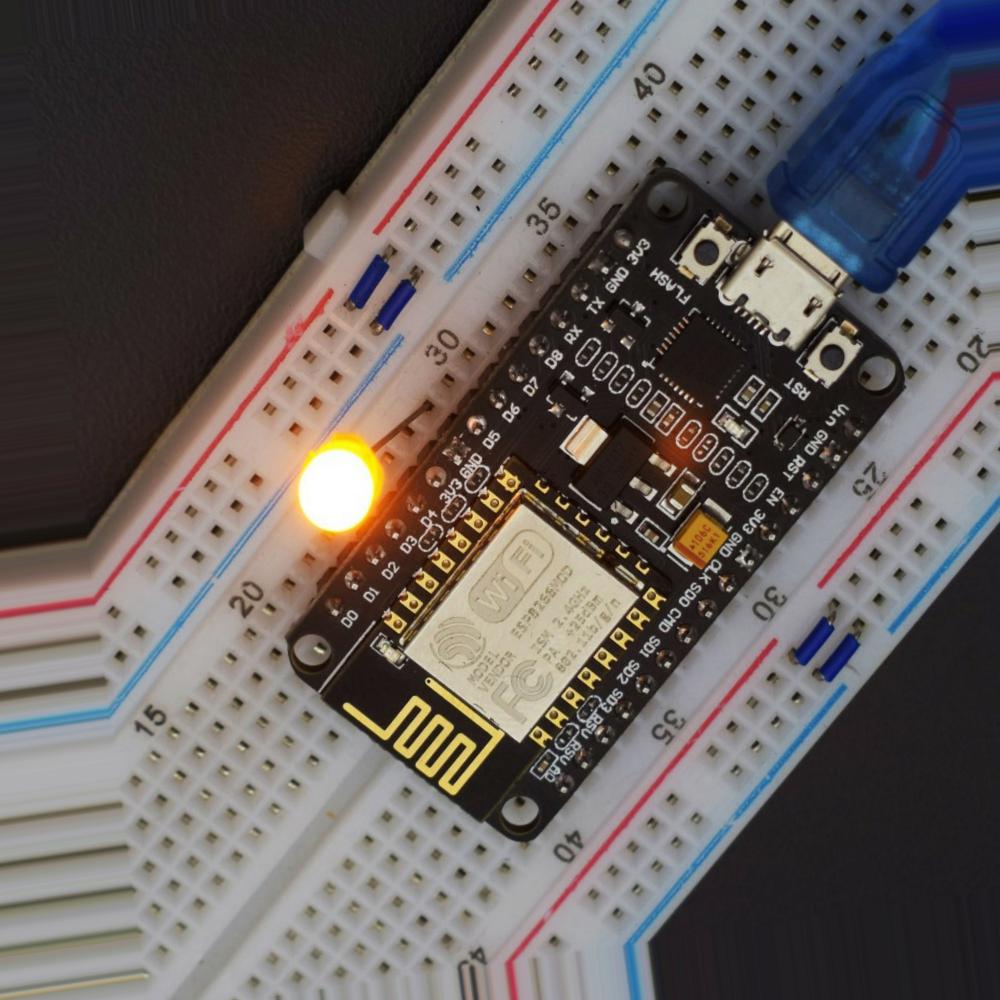 40
35
30
20
15
3V3
GND
TX
RX
D8
D7
D6
D5
GND
3V3
D4
D3
D2
D1
D0
FLASH
RST
Vin
GND
RST
EN
3V3
GND
CLK
SD0
CMD
SD1
SD2
SD3
RSV
RSV
A0
WiFi
MODEL
ESP8266MOD
VENDOR
ISM 2.4GHz
PA +25dBm
802.11b/g/n
FC
20
25
30
35
40